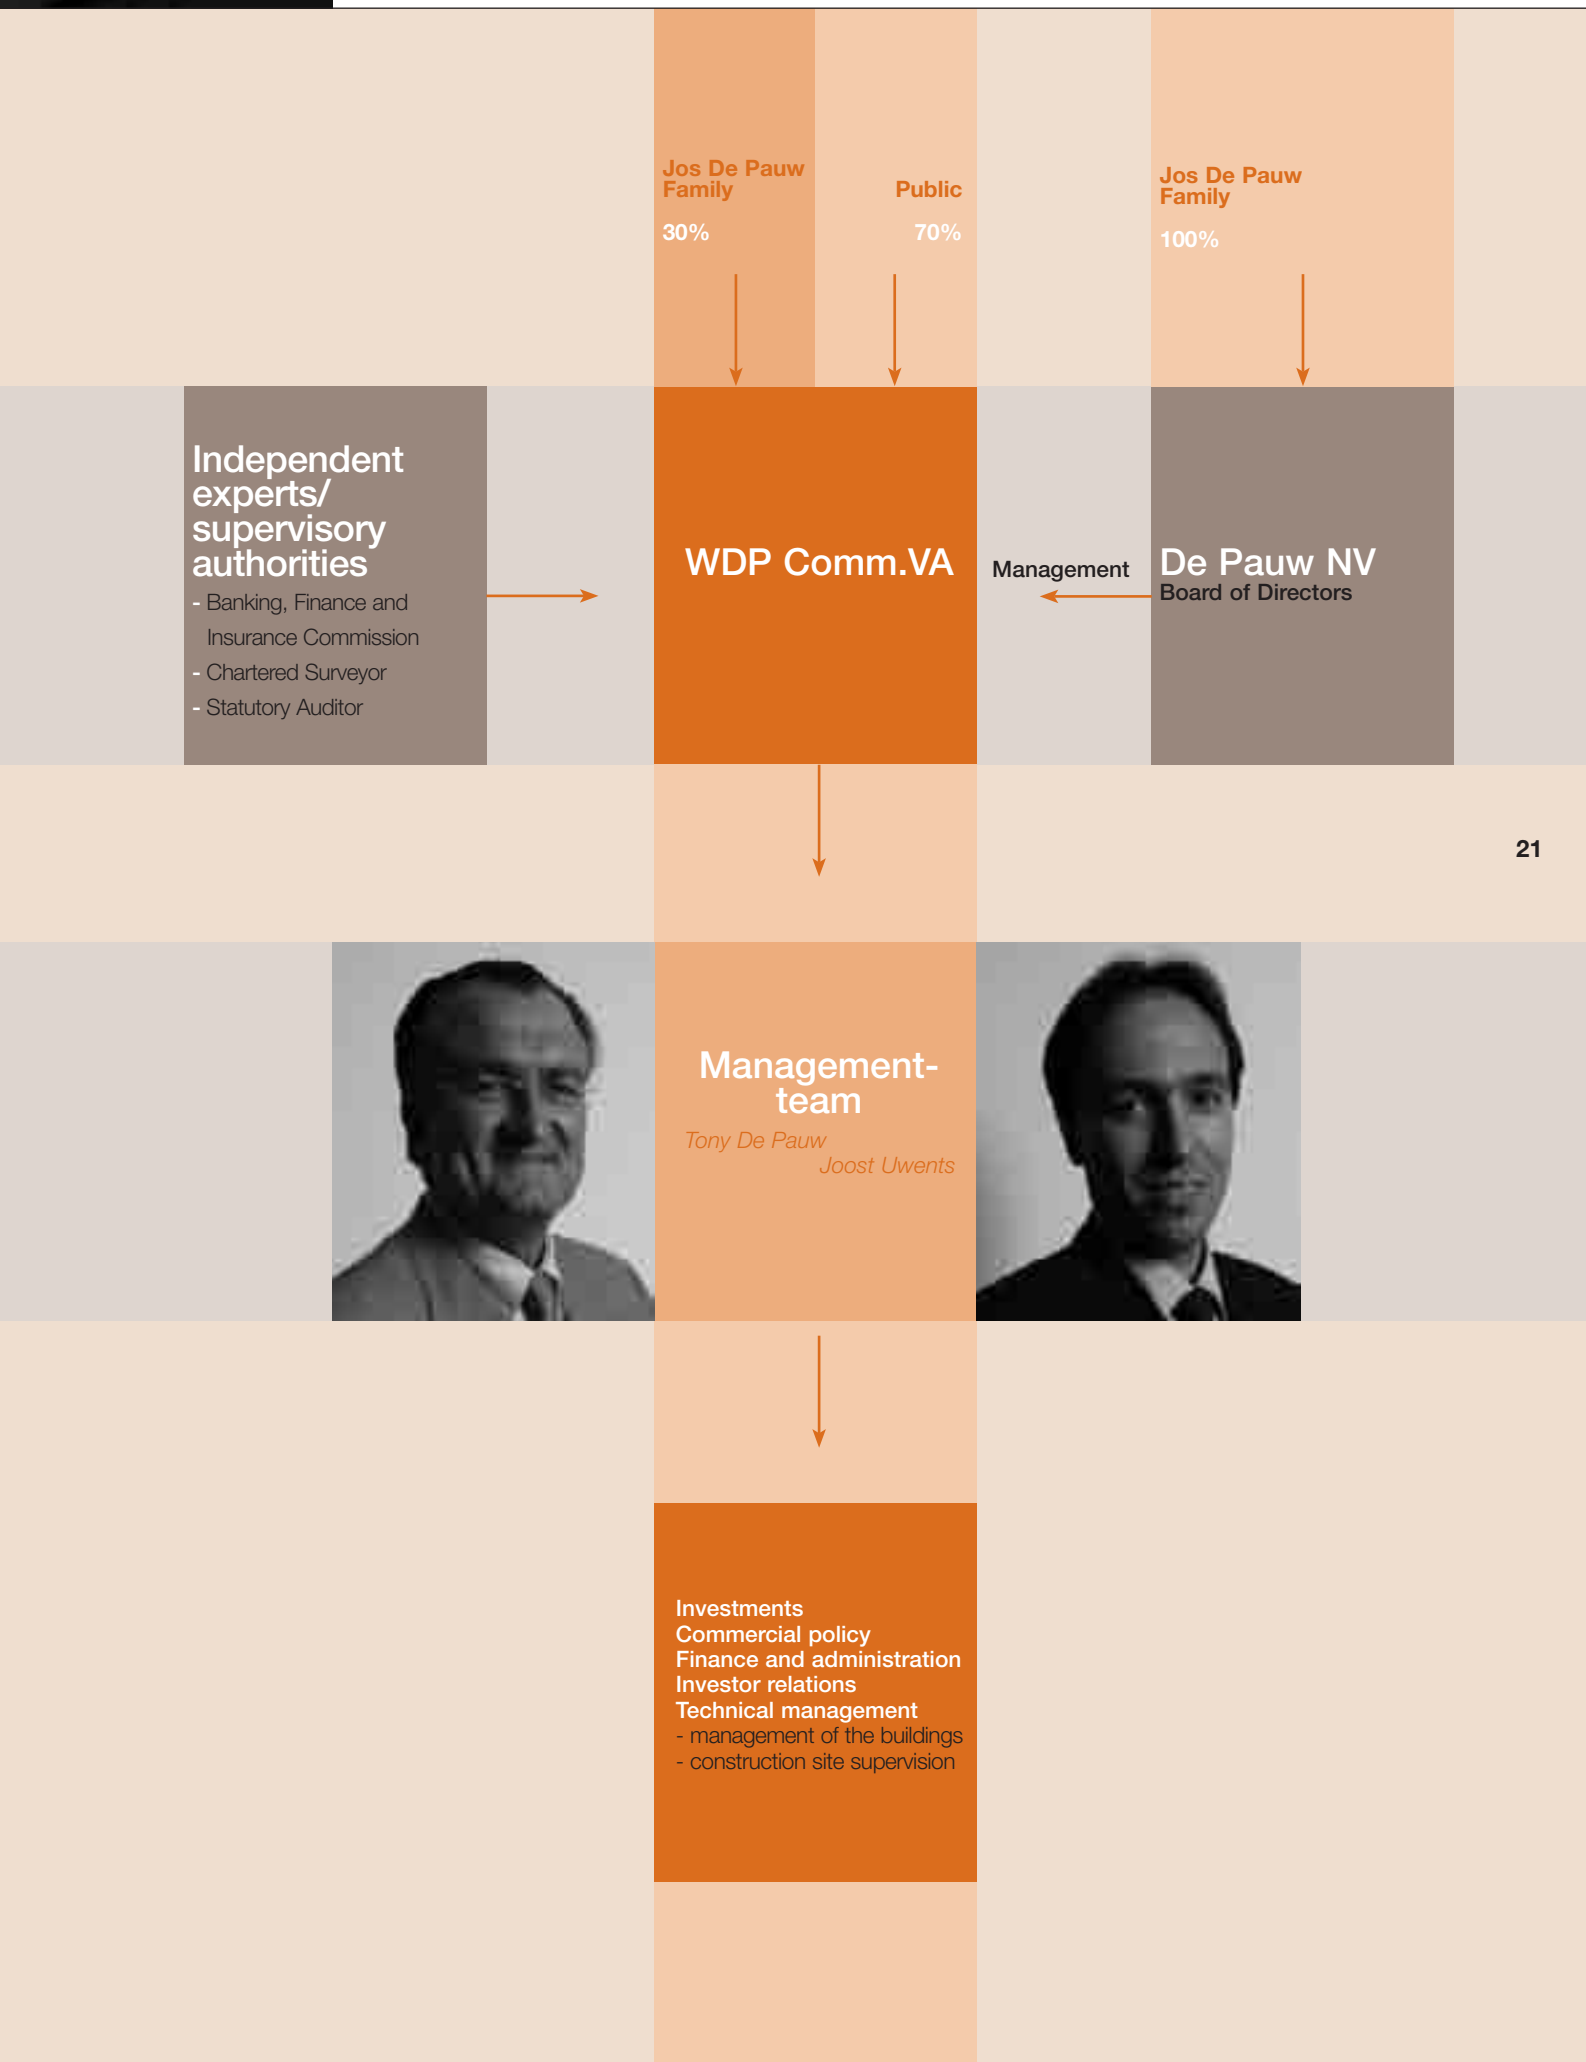 Jos De Pauw
Family
30%
Public
70%
Jos De Pauw
Family
100%
Independent
experts/
supervisory
authorities
- Banking, Finance and
Insurance Commission
- Chartered Surveyor
- Statutory Auditor
WDP Comm.VA
Management
De Pauw NV
Board of Directors
21
Management-
team
Tony De Pauw
Joost Uwents
Investments
Commercial policy
Finance and administration
Investor relations
Technical management
- management of the buildings
- construction site supervision